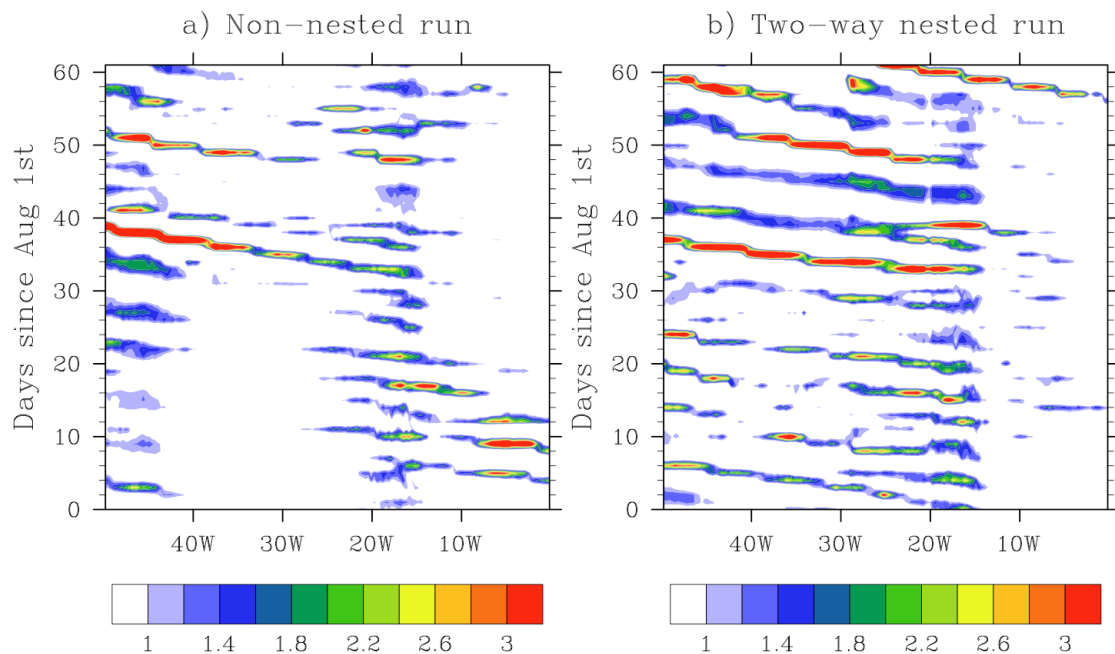 a) Non-nested run
b) Two-way nested run
Days since Aug 1st
60
50
40
30
20
10
0
40W 30W 20W 10W
Days since Aug 1st
60
50
40
30
20
10
0
40W 30W 20W 10W
1 1.4 1.8 2.2 2.6 3
1 1.4 1.8 2.2 2.6 3